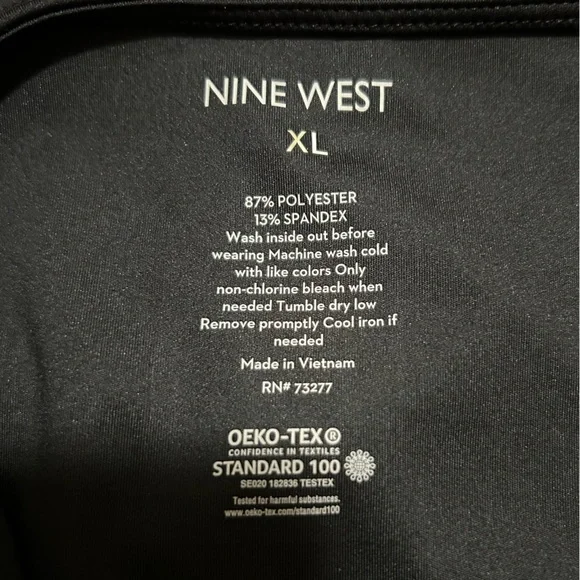 NINE WEST
XL
87% POLYESTER
13% SPANDEX
Wash inside out before
wearing Machine wash cold
with like colors Only
non-chlorine bleach when
needed Tumble dry low
Remove promptly Cool iron if
needed
Made in Vietnam
RN# 73277
OEKO-TEX®
CONFIDENCE IN TEXTILES
STANDARD 100
SE020 182836 TESTEX
Tested for harmful substances.
www.oeko-tex.com/standard100